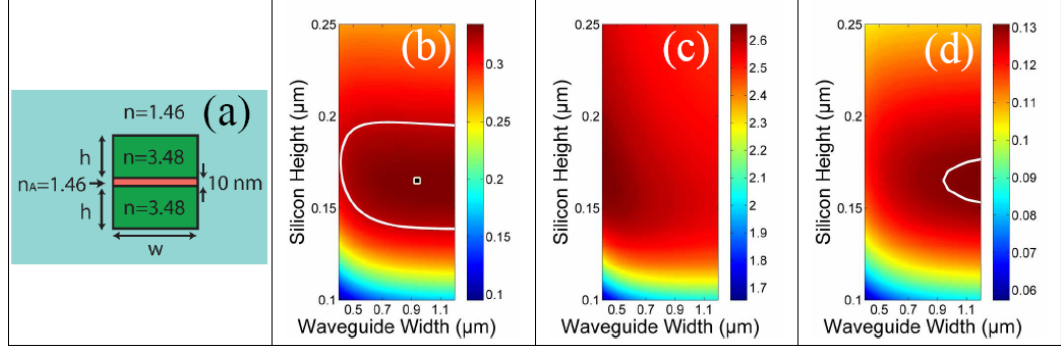 (a)
n=1.46
h
n=3.48
nA=1.46
10 nm
h
n=3.48
w
(b)
Silicon Height (μm)
0.25
0.2
0.15
0.1
0.5 0.7 0.9 1.1
Waveguide Width (μm)
0.3
0.25
0.2
0.15
0.1
(c)
Silicon Height (μm)
0.25
0.2
0.15
0.1
0.5 0.7 0.9 1.1
Waveguide Width (μm)
2.6
2.5
2.4
2.3
2.2
2.1
2
1.9
1.8
1.7
(d)
Silicon Height (μm)
0.25
0.2
0.15
0.1
0.5 0.7 0.9 1.1
Waveguide Width (μm)
0.13
0.12
0.11
0.1
0.09
0.08
0.07
0.06